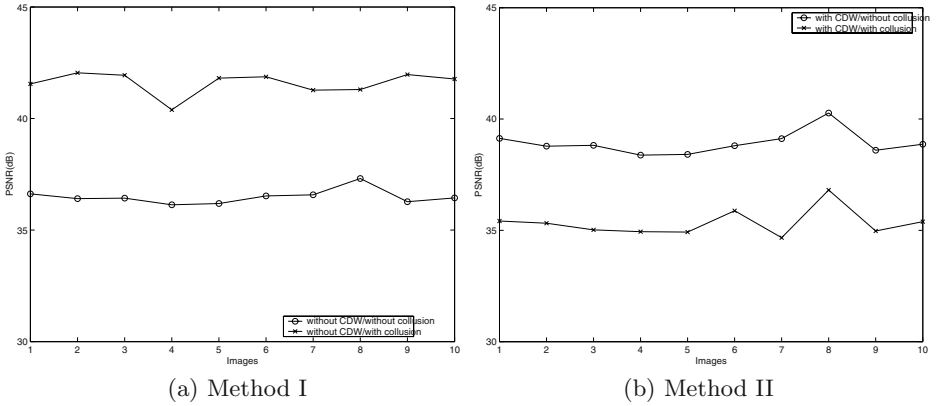 45
40
35
30
PSNR(dB)
without CDW/without collusion
without CDW/with collusion
1 2 3 4 5 6 7 8 9 10
Images
(a) Method I
45
40
35
30
PSNR(dB)
with CDW/without collusion
with CDW/with collusion
1 2 3 4 5 6 7 8 9 10
Images
(b) Method II